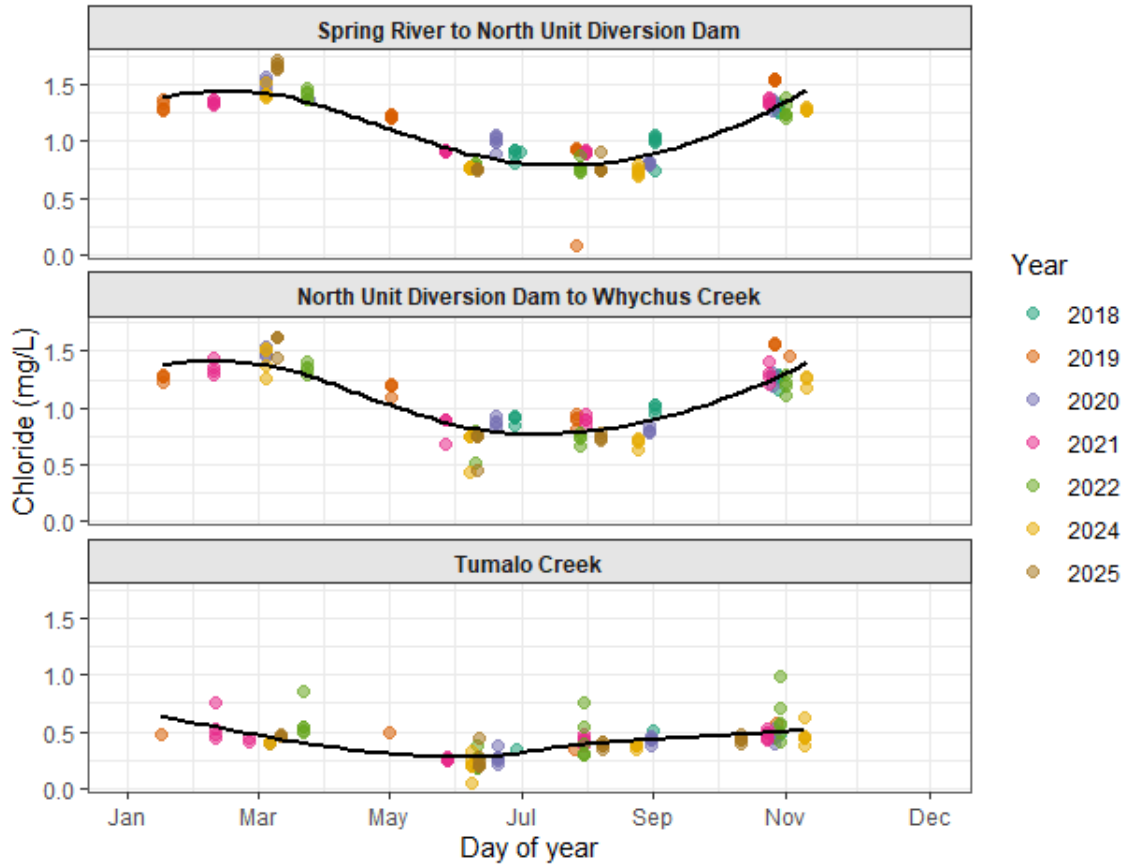 Spring River to North Unit Diversion Dam
1.5
1.0
0.5
0.0
North Unit Diversion Dam to Whychus Creek
1.5
1.0
0.5
0.0
Tumalo Creek
1.5
1.0
0.5
0.0
Chloride (mg/L)
Jan Mar May Jul Sep Nov Dec
Day of year
Year
2018
2019
2020
2021
2022
2024
2025